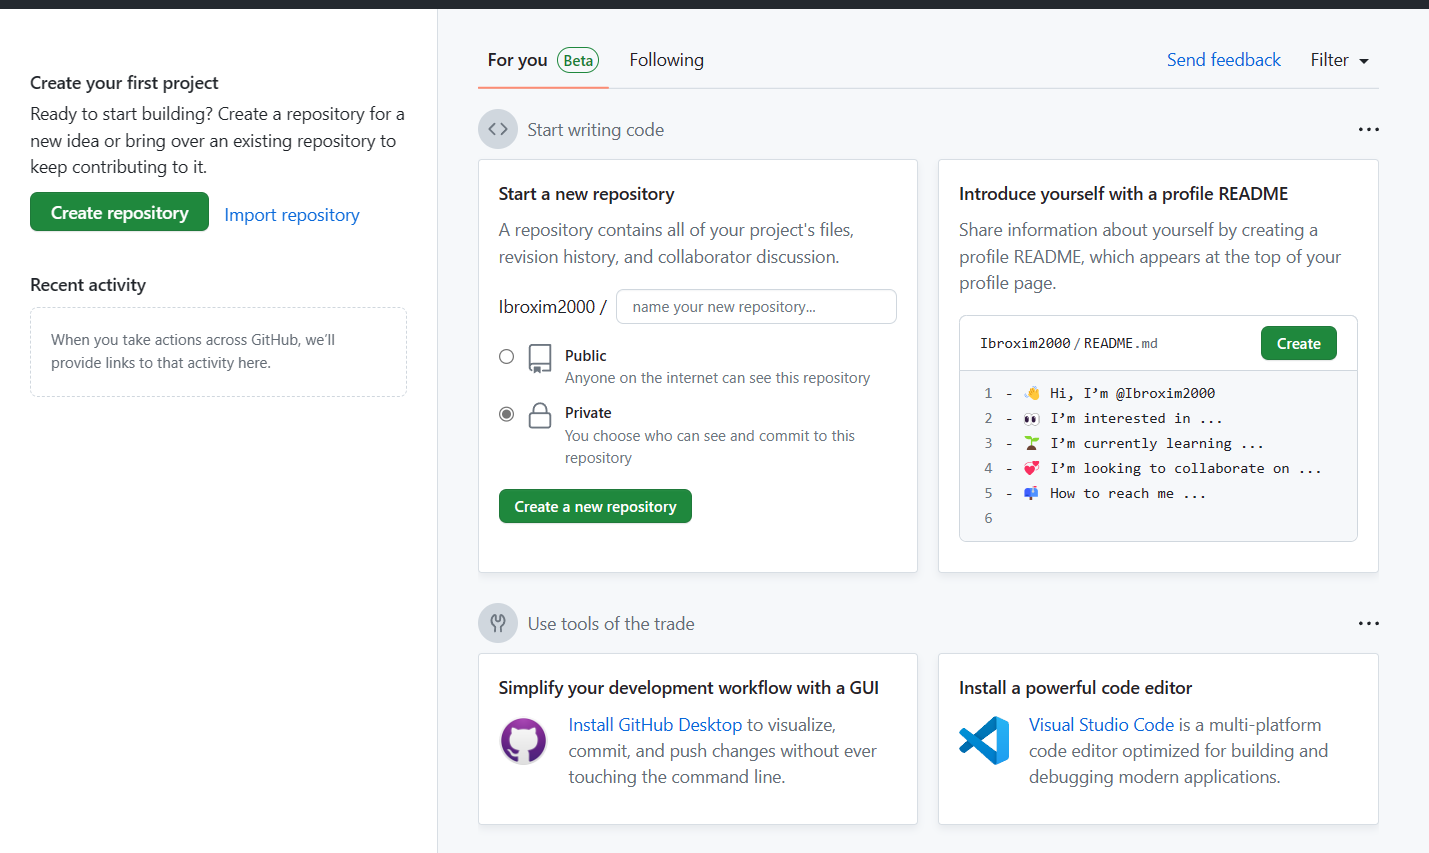 Create your first project
Ready to start building? Create a repository for a
new idea or bring over an existing repository to
keep contributing to it.
Create repository
Import repository
Recent activity
When you take actions across GitHub, we'll
provide links to that activity here.
For you Beta Following
Send feedback Filter
Start writing code
Start a new repository
A repository contains all of your project's files,
revision history, and collaborator discussion.
Ibroxim2000 / name your new repository...
Public
Anyone on the internet can see this repository
Private
You choose who can see and commit to this
repository
Create a new repository
Introduce yourself with a profile README
Share information about yourself by creating a
profile README, which appears at the top of your
profile page.
Ibroxim2000/README.md
Create
1 - 👋 Hi, I’m @Ibroxim2000
2 - 👀 I’m interested in ...
3 - 🌱 I’m currently learning ...
4 - 💞️ I’m looking to collaborate on ...
5 - 📫 How to reach me ...
6
Use tools of the trade
Simplify your development workflow with a GUI
Install GitHub Desktop to visualize,
commit, and push changes without ever
touching the command line.
Install a powerful code editor
Visual Studio Code is a multi-platform
code editor optimized for building and
debugging modern applications.